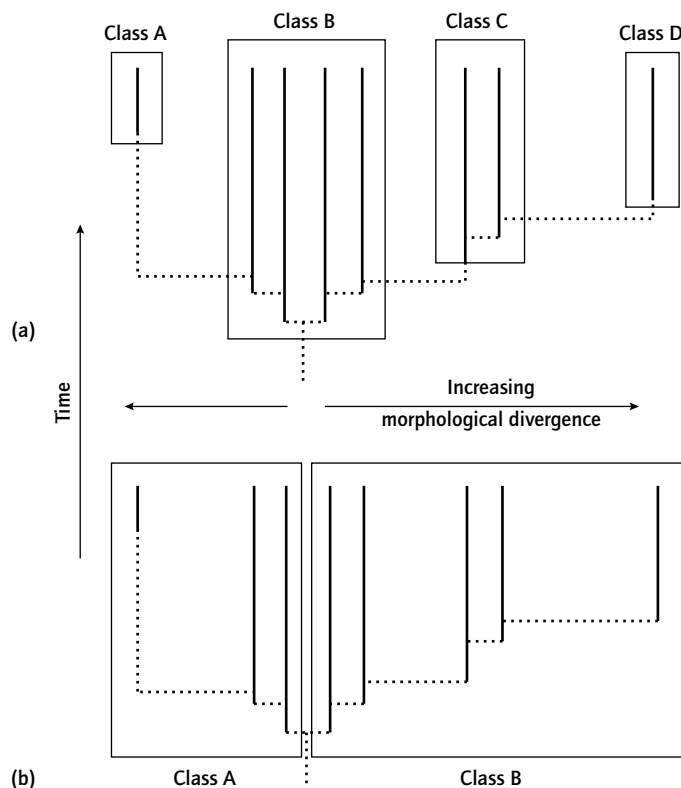 Class A
Class B
Class C
Class D
(a)
Time
Increasing
morphological divergence
(b)
Class A
Class B